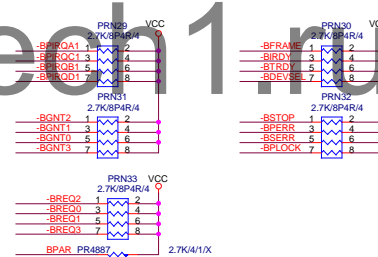 PRN29 VCC PRN30
2.7K/8P4R/4 2.7K/8P4R/4
-BPIRQA1 1 2 -BFRAME 1 2
-BPIRQC1 3 4 -BIRDY 3 4
-BPIRQB1 5 6 -BTRDY 5 6
-BPIRQD1 7 8 -BDEVSEL 7 8
ech1.ru
PRN31 PRN32
2.7K/8P4R/4 2.7K/8P4R/4
-BGNT2 1 2 -BSTOP 1 2
-BGNT1 3 4 -BPERR 3 4
-BGNT0 5 6 -BSERR 5 6
-BGNT3 7 8 -BPLOCK 7 8
PRN33 VCC
2.7K/8P4R/4
-BREQ2 1 2
-BREQ0 3 4
-BREQ1 5 6
-BREQ3 7 8
BPAR PR4887 2.7K/4/1/X